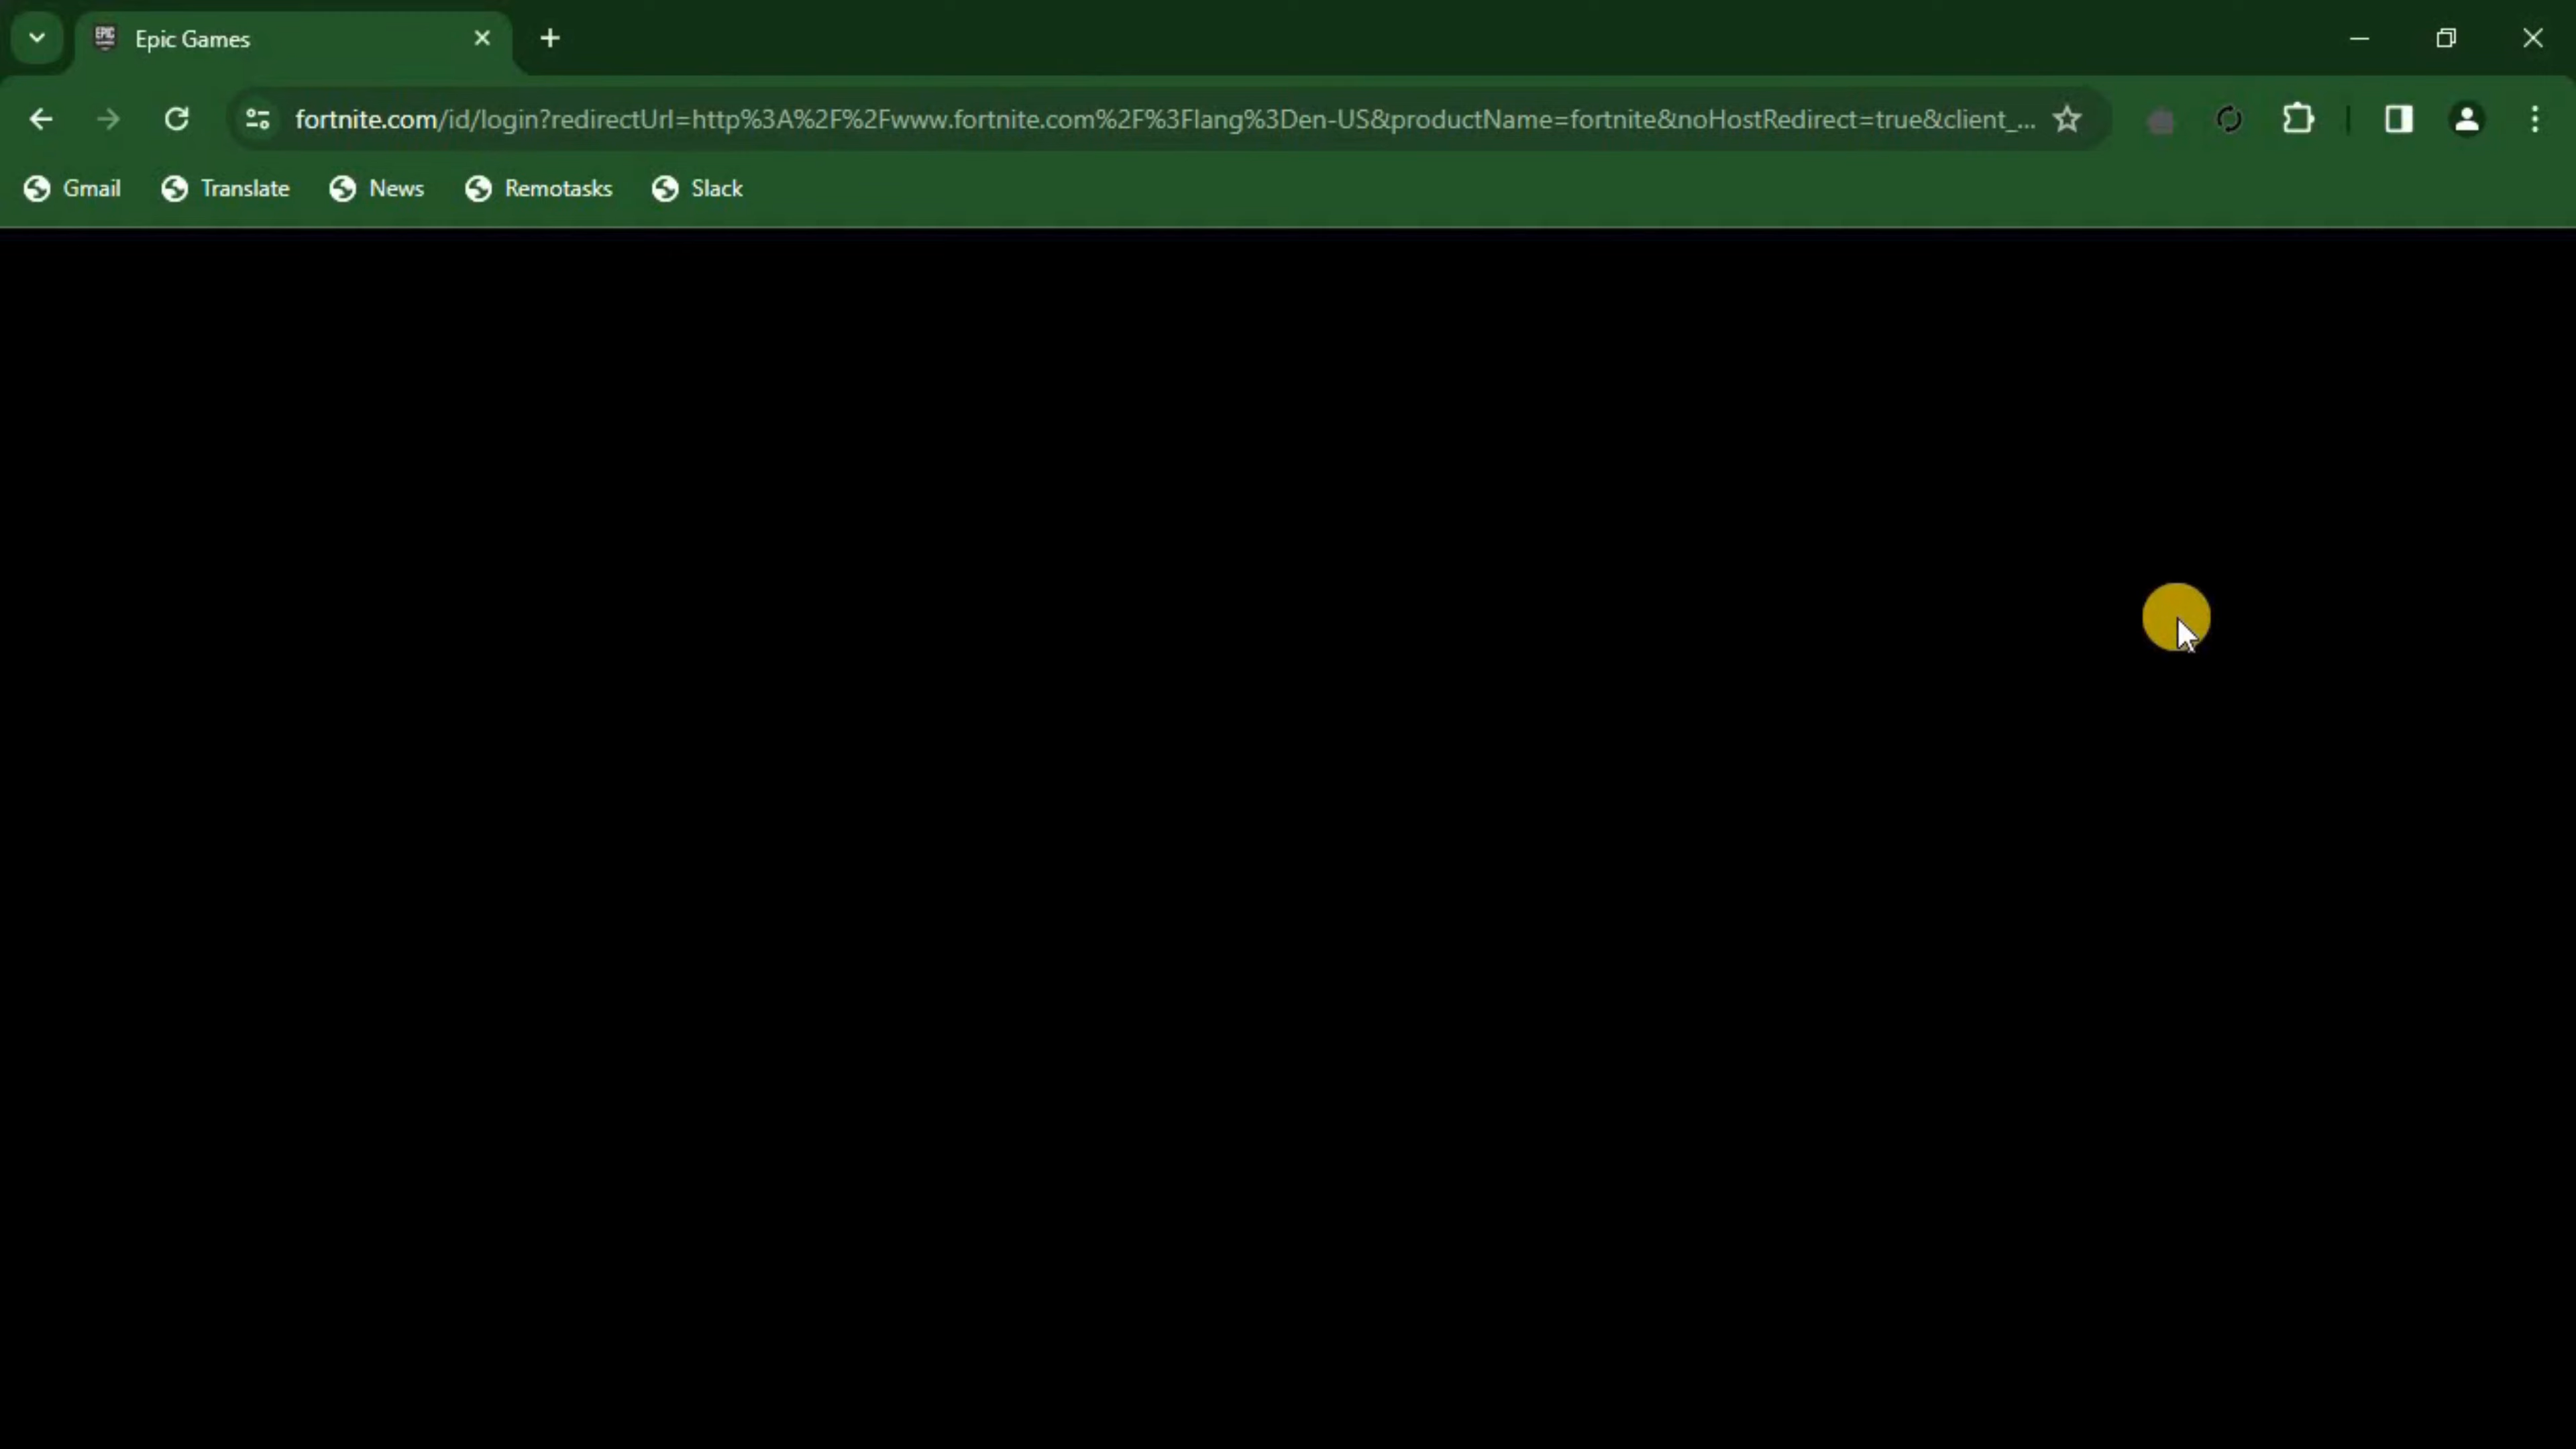 EPIC
Epic Games
fortnite.com/id/login?redirectUrl=http%3A%2F%2Fwww.fortnite.com%2F%3Flang%3Den-US&productName=fortnite&noHostRedirect=true&client_...
Gmail Translate News Remotasks Slack